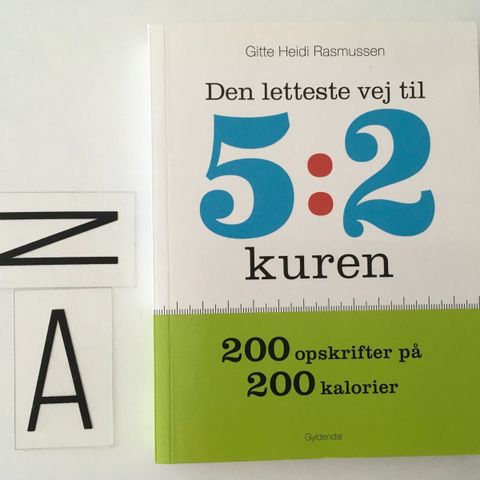 Gitte Heidi Rasmussen
Den letteste vej til
5:2
kuren
200 opskrifter på
200 kalorier
Gyldendal
N
A